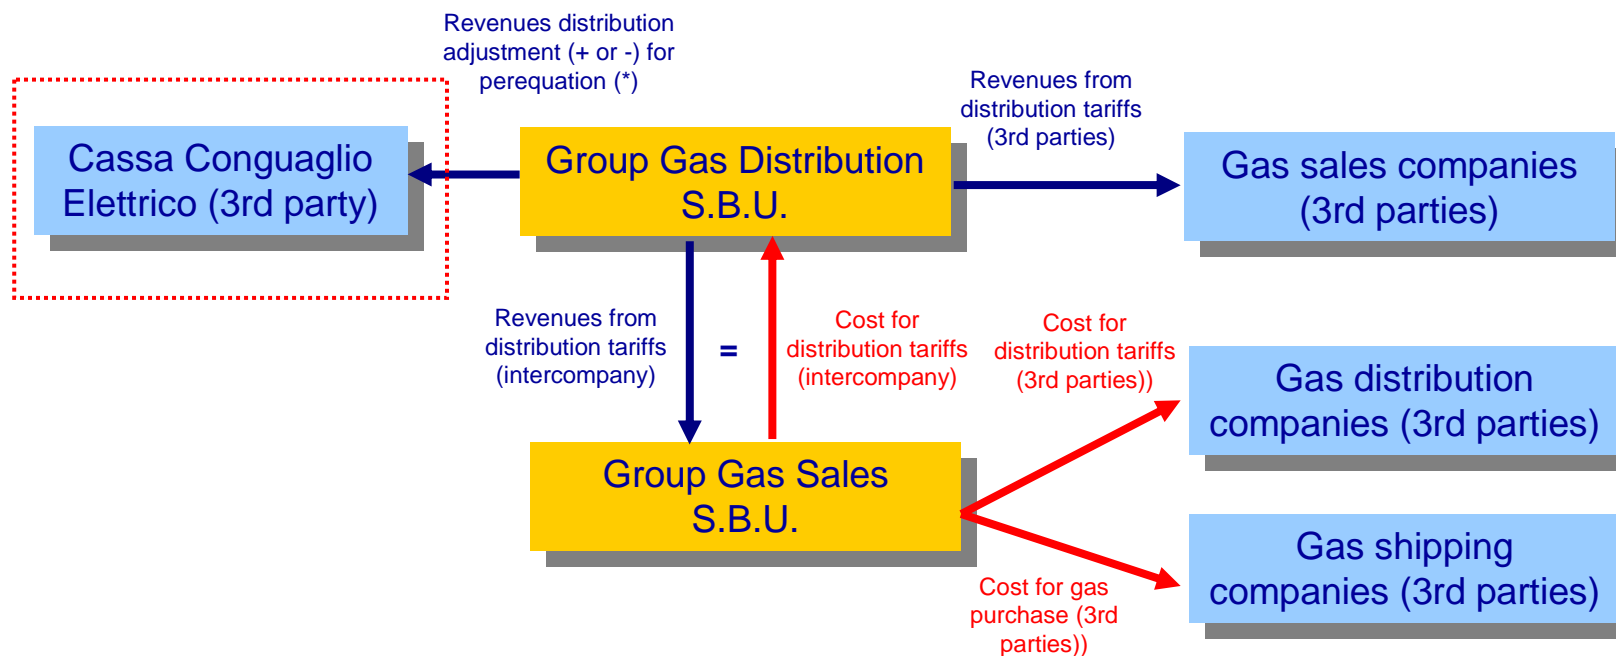 Revenues distribution
adjustment (+ or -) for
perequation (*)
Revenues from
distribution tariffs
(3rd parties)
Cassa Conguaglio
Elettrico (3rd party)
Group Gas Distribution
S.B.U.
Gas sales companies
(3rd parties)
Revenues from
distribution tariffs
(intercompany)
=
Cost for
distribution tariffs
(intercompany)
Cost for
distribution tariffs
(3rd parties))
Gas distribution
companies (3rd parties)
Group Gas Sales
S.B.U.
Gas shipping
companies (3rd parties)
Cost for gas
purchase (3rd
parties))